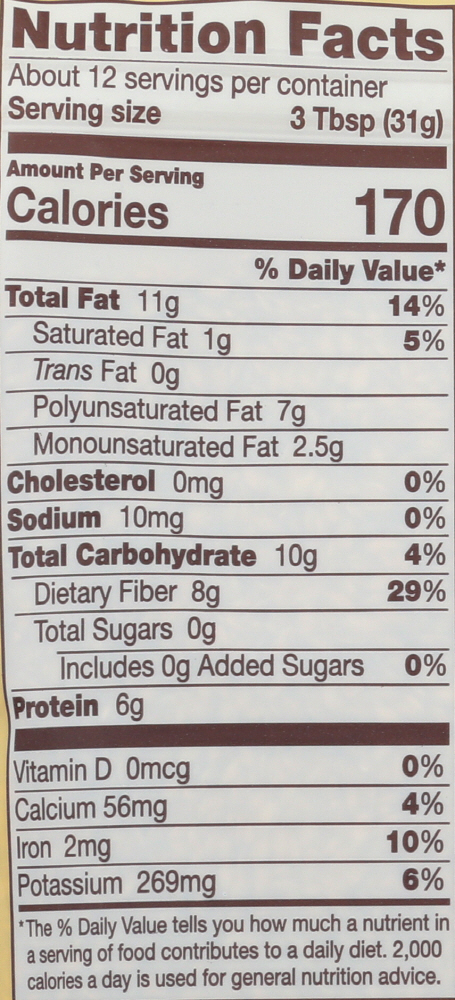 Nutrition Facts
About 12 servings per container
Serving size 3 Tbsp (31g)
Amount Per Serving
Calories 170
% Daily Value*
Total Fat 11g 14%
Saturated Fat 1g 5%
Trans Fat 0g
Polyunsaturated Fat 7g
Monounsaturated Fat 2.5g
Cholesterol 0mg 0%
Sodium 10mg 0%
Total Carbohydrate 10g 4%
Dietary Fiber 8g 29%
Total Sugars 0g
Includes 0g Added Sugars 0%
Protein 6g
Vitamin D 0mcg 0%
Calcium 56mg 4%
Iron 2mg 10%
Potassium 269mg 6%
*The % Daily Value tells you how much a nutrient in
a serving of food contributes to a daily diet. 2,000
calories a day is used for general nutrition advice.